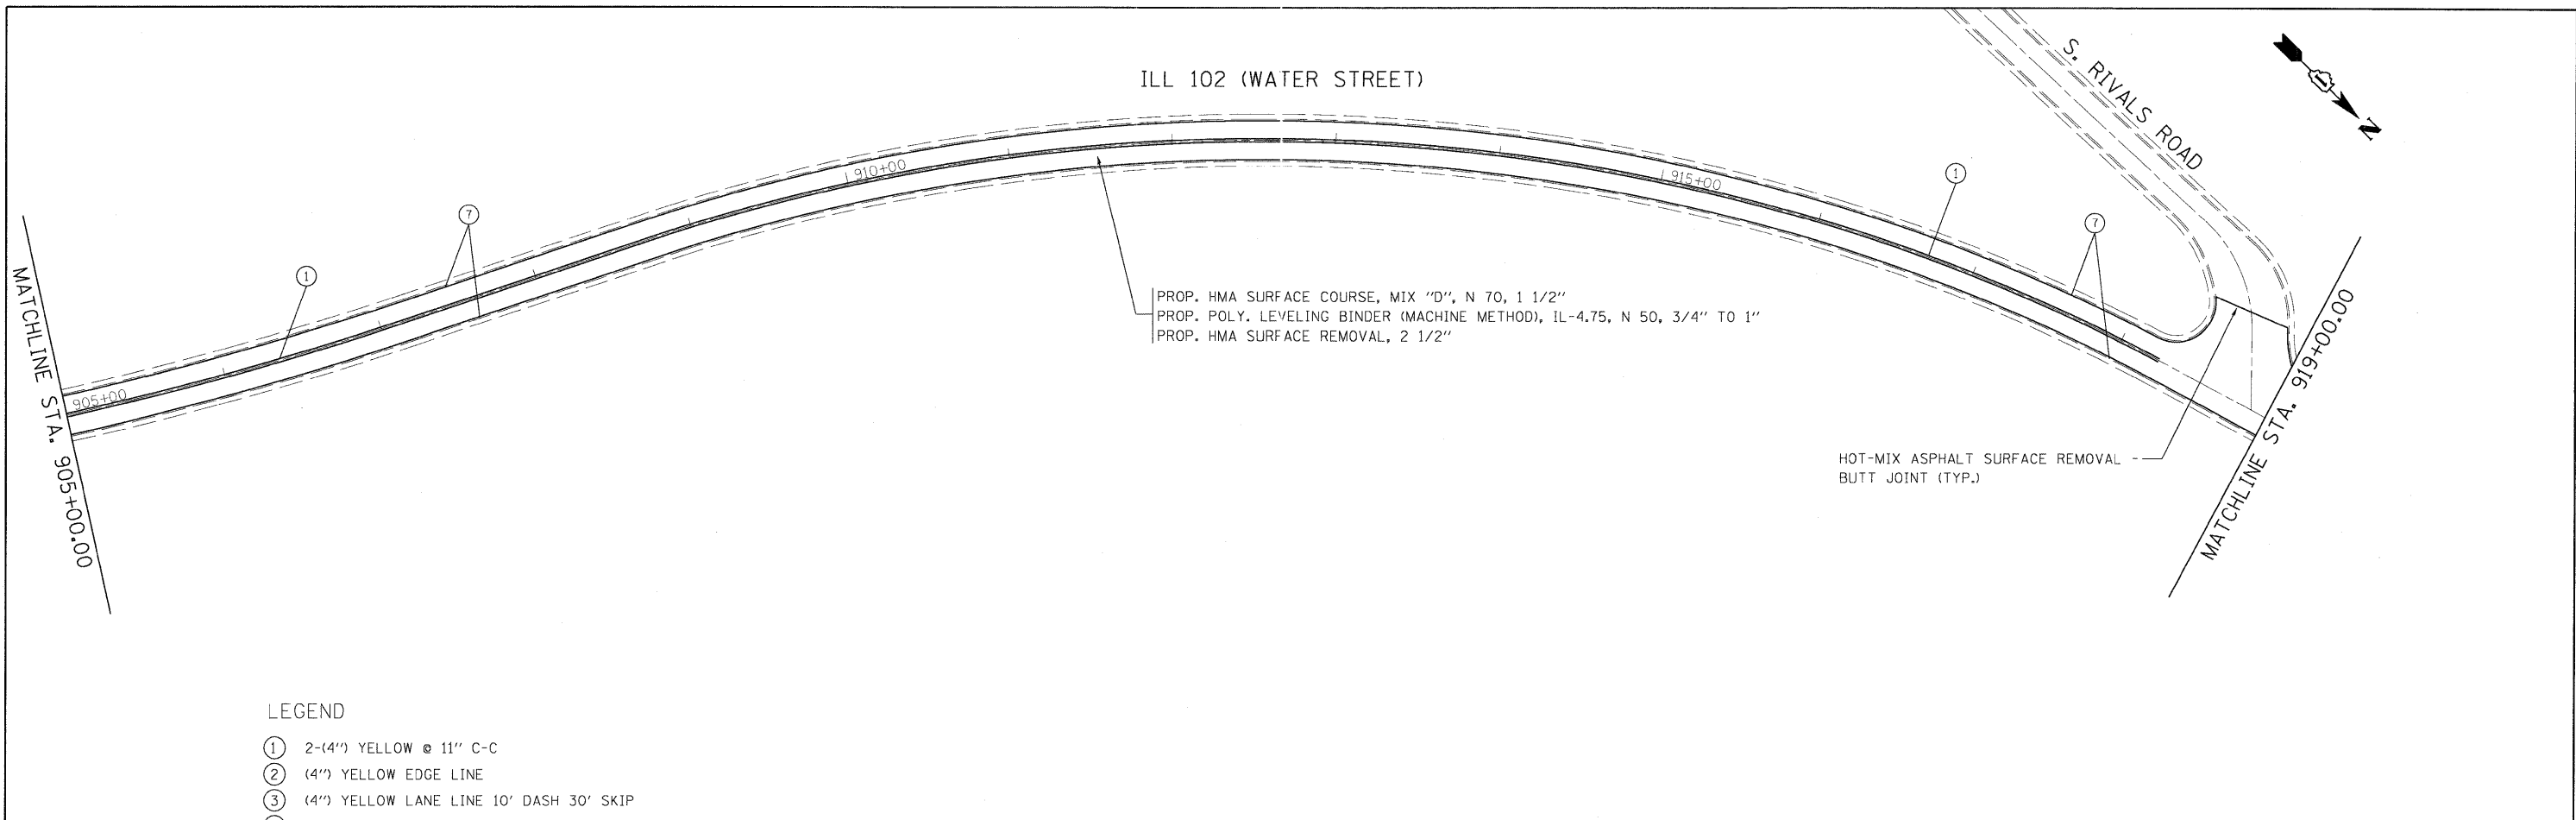 ILL 102 (WATER STREET)
S. RIVALS ROAD
N
910+00
915+00
1
7
1
7
905+00
MATCHLINE STA. 905+00.00
MATCHLINE STA. 919+00.00
PROP. HMA SURFACE COURSE, MIX "D", N 70, 1 1/2"
PROP. POLY. LEVELING BINDER (MACHINE METHOD), IL-4.75, N 50, 3/4" TO 1"
PROP. HMA SURFACE REMOVAL, 2 1/2"
HOT-MIX ASPHALT SURFACE REMOVAL -
BUTT JOINT (TYP.)
LEGEND
1 2-(4") YELLOW @ 11" C-C
2 (4") YELLOW EDGE LINE
3 (4") YELLOW LANE LINE 10' DASH 30' SKIP